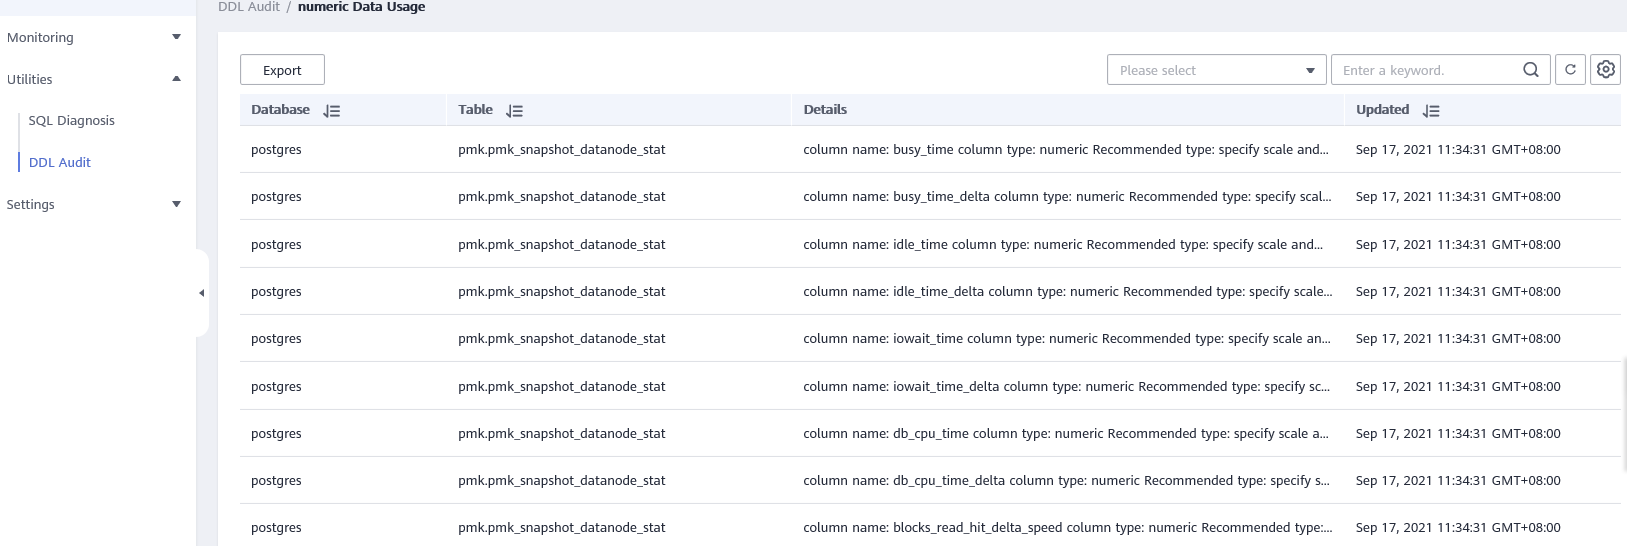 DDL Audit / numeric Data Usage
Monitoring
Utilities
SQL Diagnosis
DDL Audit
Settings
Export
Please select
Enter a keyword.
Database Table Details Updated
postgres pmk.pmk_snapshot_datanode_stat column name: busy_time column type: numeric Recommended type: specify scale and... Sep 17, 2021 11:34:31 GMT+08:00
postgres pmk.pmk_snapshot_datanode_stat column name: busy_time_delta column type: numeric Recommended type: specify scal... Sep 17, 2021 11:34:31 GMT+08:00
postgres pmk.pmk_snapshot_datanode_stat column name: idle_time column type: numeric Recommended type: specify scale and... Sep 17, 2021 11:34:31 GMT+08:00
postgres pmk.pmk_snapshot_datanode_stat column name: idle_time_delta column type: numeric Recommended type: specify scale... Sep 17, 2021 11:34:31 GMT+08:00
postgres pmk.pmk_snapshot_datanode_stat column name: iowait_time column type: numeric Recommended type: specify scale an... Sep 17, 2021 11:34:31 GMT+08:00
postgres pmk.pmk_snapshot_datanode_stat column name: iowait_time_delta column type: numeric Recommended type: specify sc... Sep 17, 2021 11:34:31 GMT+08:00
postgres pmk.pmk_snapshot_datanode_stat column name: db_cpu_time column type: numeric Recommended type: specify scale a... Sep 17, 2021 11:34:31 GMT+08:00
postgres pmk.pmk_snapshot_datanode_stat column name: db_cpu_time_delta column type: numeric Recommended type: specify s... Sep 17, 2021 11:34:31 GMT+08:00
postgres pmk.pmk_snapshot_datanode_stat column name: blocks_read_hit_delta_speed column type: numeric Recommended type:... Sep 17, 2021 11:34:31 GMT+08:00